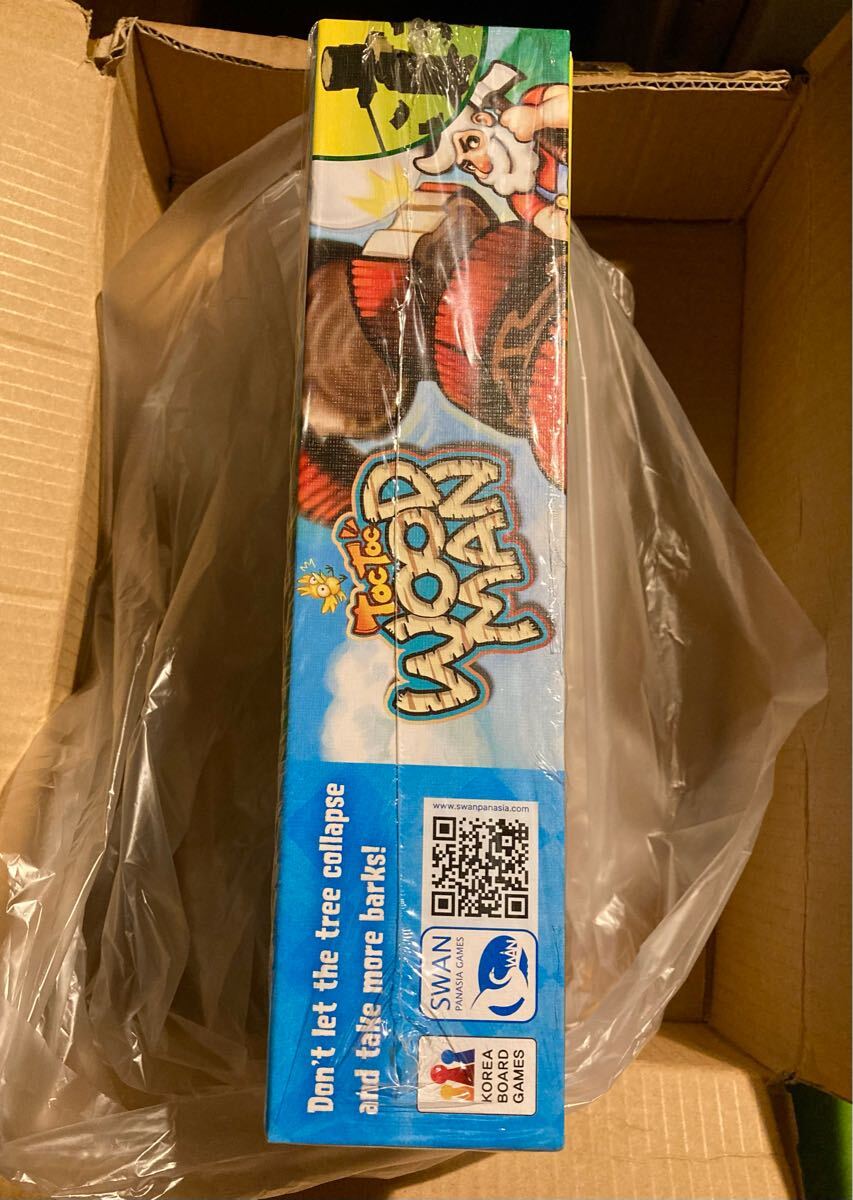 Toc Toc
WOOD
MAN
Don't let the tree collapse
and take more barks!
www.swanpanasia.com
SWAN
PANASIA GAMES
SWAN
KOREA
BOARD
GAMES